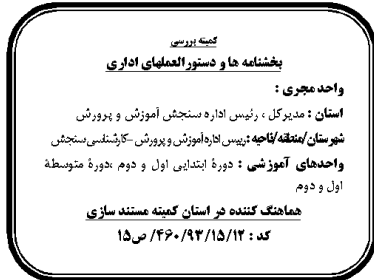 کمیته بررسی
بخشنامه ها و دستورالعملهای اداری
واحد مجری :
استان : مدیرکل ، رئیس اداره سنجش آموزش و پرورش
شهرستان/منطقه/ناحیه : رییس اداره آموزش و پرورش -کارشناسی سنجش
واحدهای آموزشی : دورۀ ابتدایی اول و دوم ،دورۀ متوسطۀ
اول و دوم
هماهنگ کننده در استان کمیته مستند سازی
کد : ۴۶۰/۹۳/۱۵/۱۲/ ص۱۵